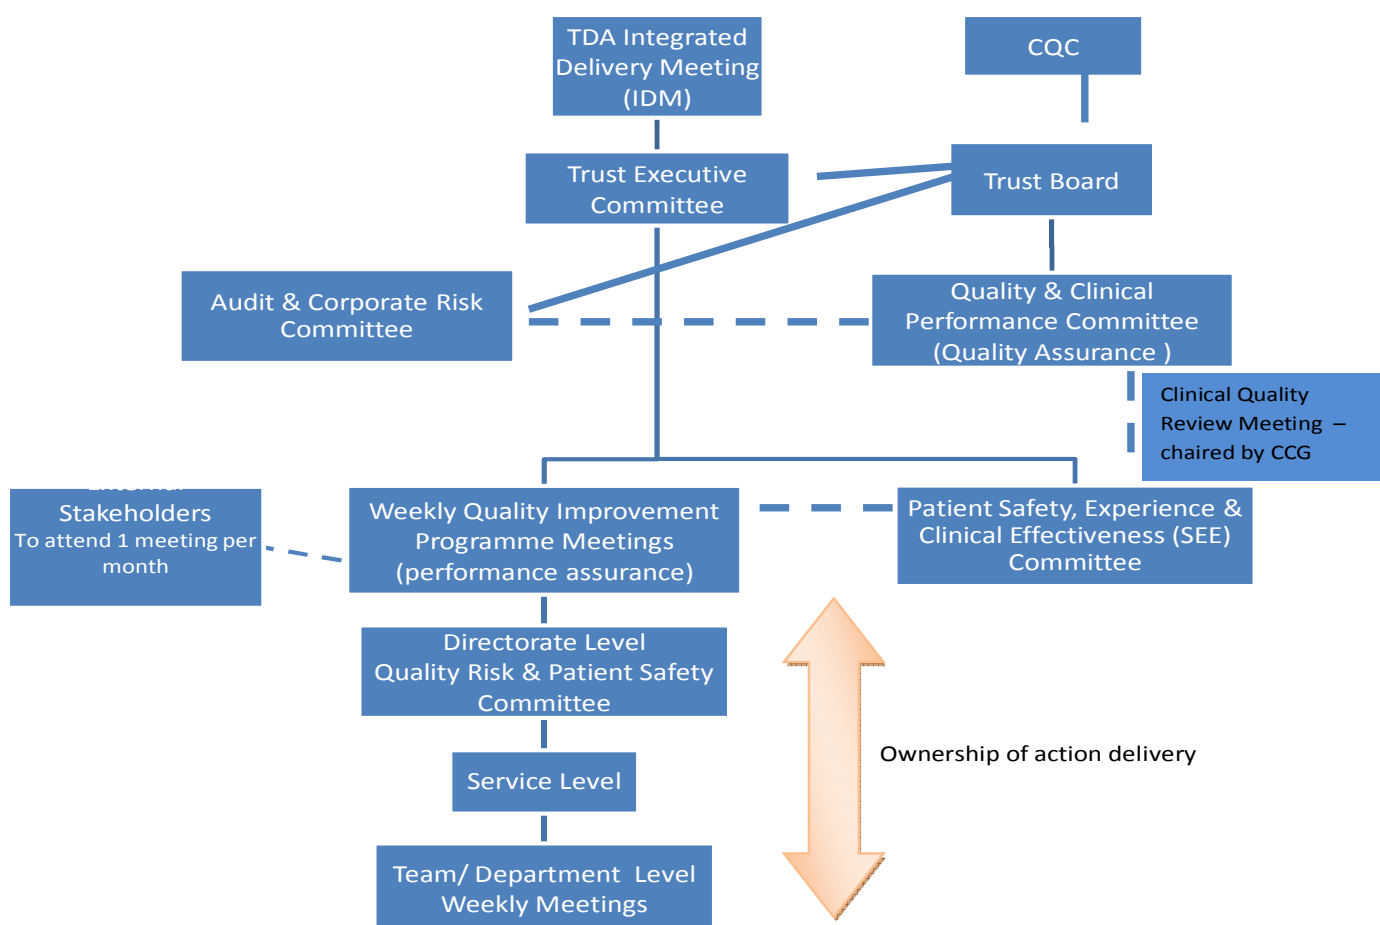 TDA Integrated
Delivery Meeting
(IDM)
CQC
Trust Executive
Committee
Trust Board
Audit & Corporate Risk
Committee
Quality & Clinical
Performance Committee
(Quality Assurance )
Clinical Quality
Review Meeting –
chaired by CCG
Stakeholders
To attend 1 meeting per
month
Weekly Quality Improvement
Programme Meetings
(performance assurance)
Patient Safety, Experience &
Clinical Effectiveness (SEE)
Committee
Directorate Level
Quality Risk & Patient Safety
Committee
Ownership of action delivery
Service Level
Team/ Department Level
Weekly Meetings